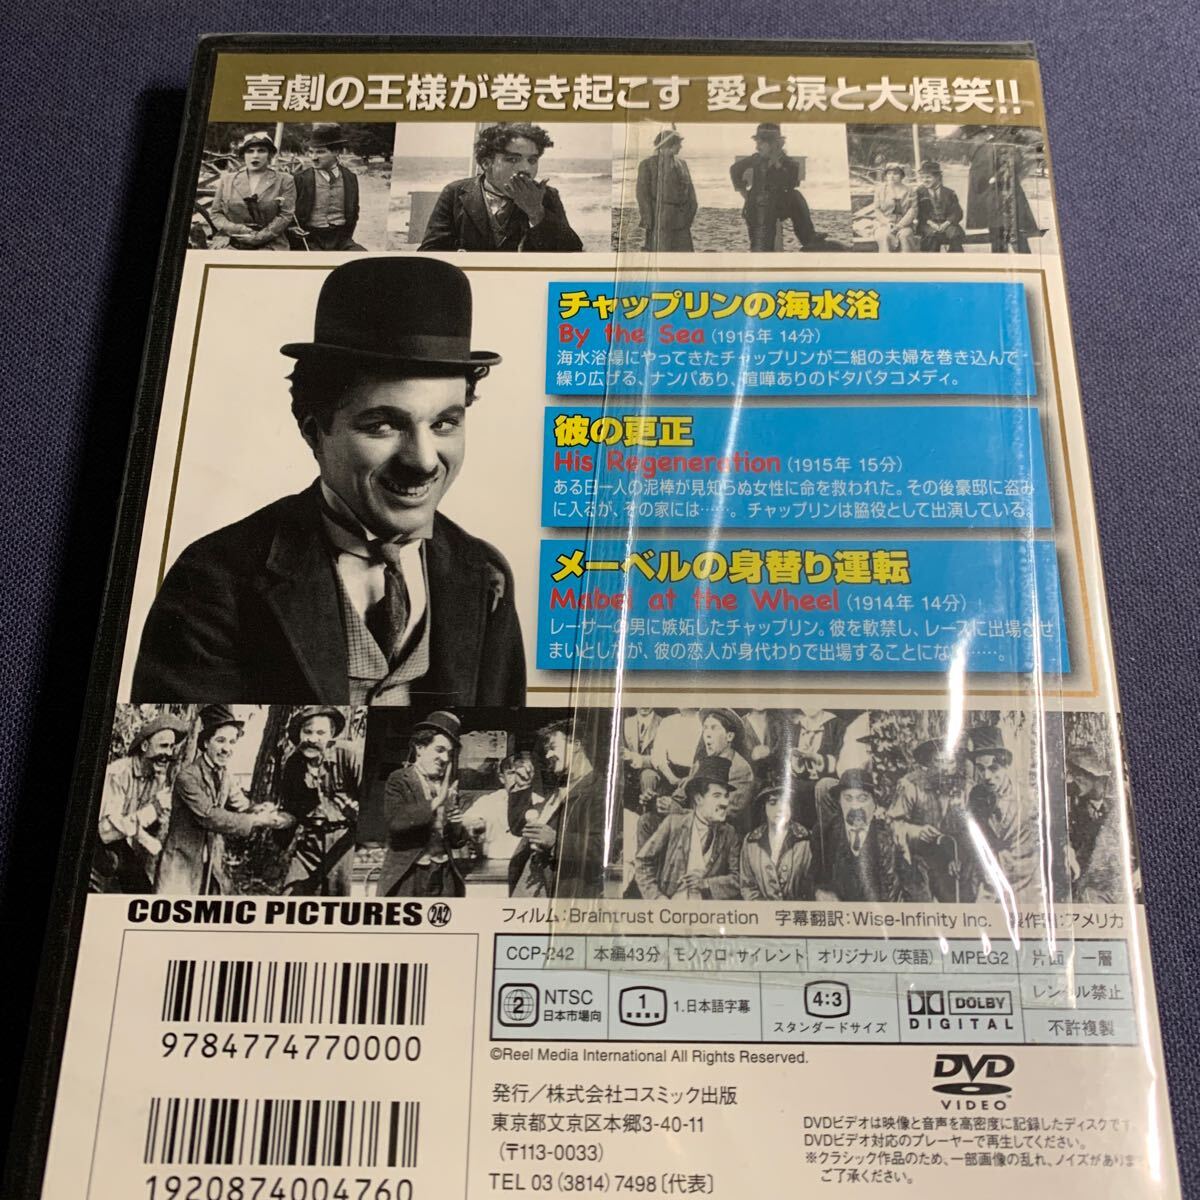 喜劇の王様が巻き起こす 愛と涙と大爆笑!!
チャップリンの海水浴
By the Sea (1915年 14分)
海水浴場にやってきたチャップリンが二組の夫婦を巻き込んで
繰り広げる、ナンパあり、喧嘩ありのドタバタコメディ。
彼の更正
His Regeneration (1915年 15分)
ある日一人の泥棒が見知らぬ女性に命を救われた。その後豪邸に盗み
に入るが、その家には……。チャップリンは脇役として出演している。
メーベルの身替り運転
Mabel at the Wheel (1914年 14分)
レーサーの男に嫉妬したチャップリン。彼を軟禁し、レースに出場させ
まいとしたが、彼の恋人が身代わりで出場することになり……。
COSMIC PICTURES 242
フィルム:Braintrust Corporation 字幕翻訳:Wise-Infinity Inc. 製作国:アメリカ
CCP-242 本編43分 モノクロ・サイレント オリジナル(英語) MPEG2 片面 一層
2 NTSC 日本市場向
1 1.日本語字幕
4:3 スタンダードサイズ
DOLBY DIGITAL
レンタル禁止
不許複製
©Reel Media International All Rights Reserved.
9784774770000
1920874004760
発行／株式会社コスミック出版
東京都文京区本郷3-40-11
(〒113-0033)
TEL 03(3814)7498〔代表〕
DVD VIDEO
DVDビデオは映像と音声を高密度に記録したディスクです
DVDビデオ対応のプレーヤーで再生してください。
※クラシック作品のため、一部画像の乱れ、ノイズがありま
ご了承ください。